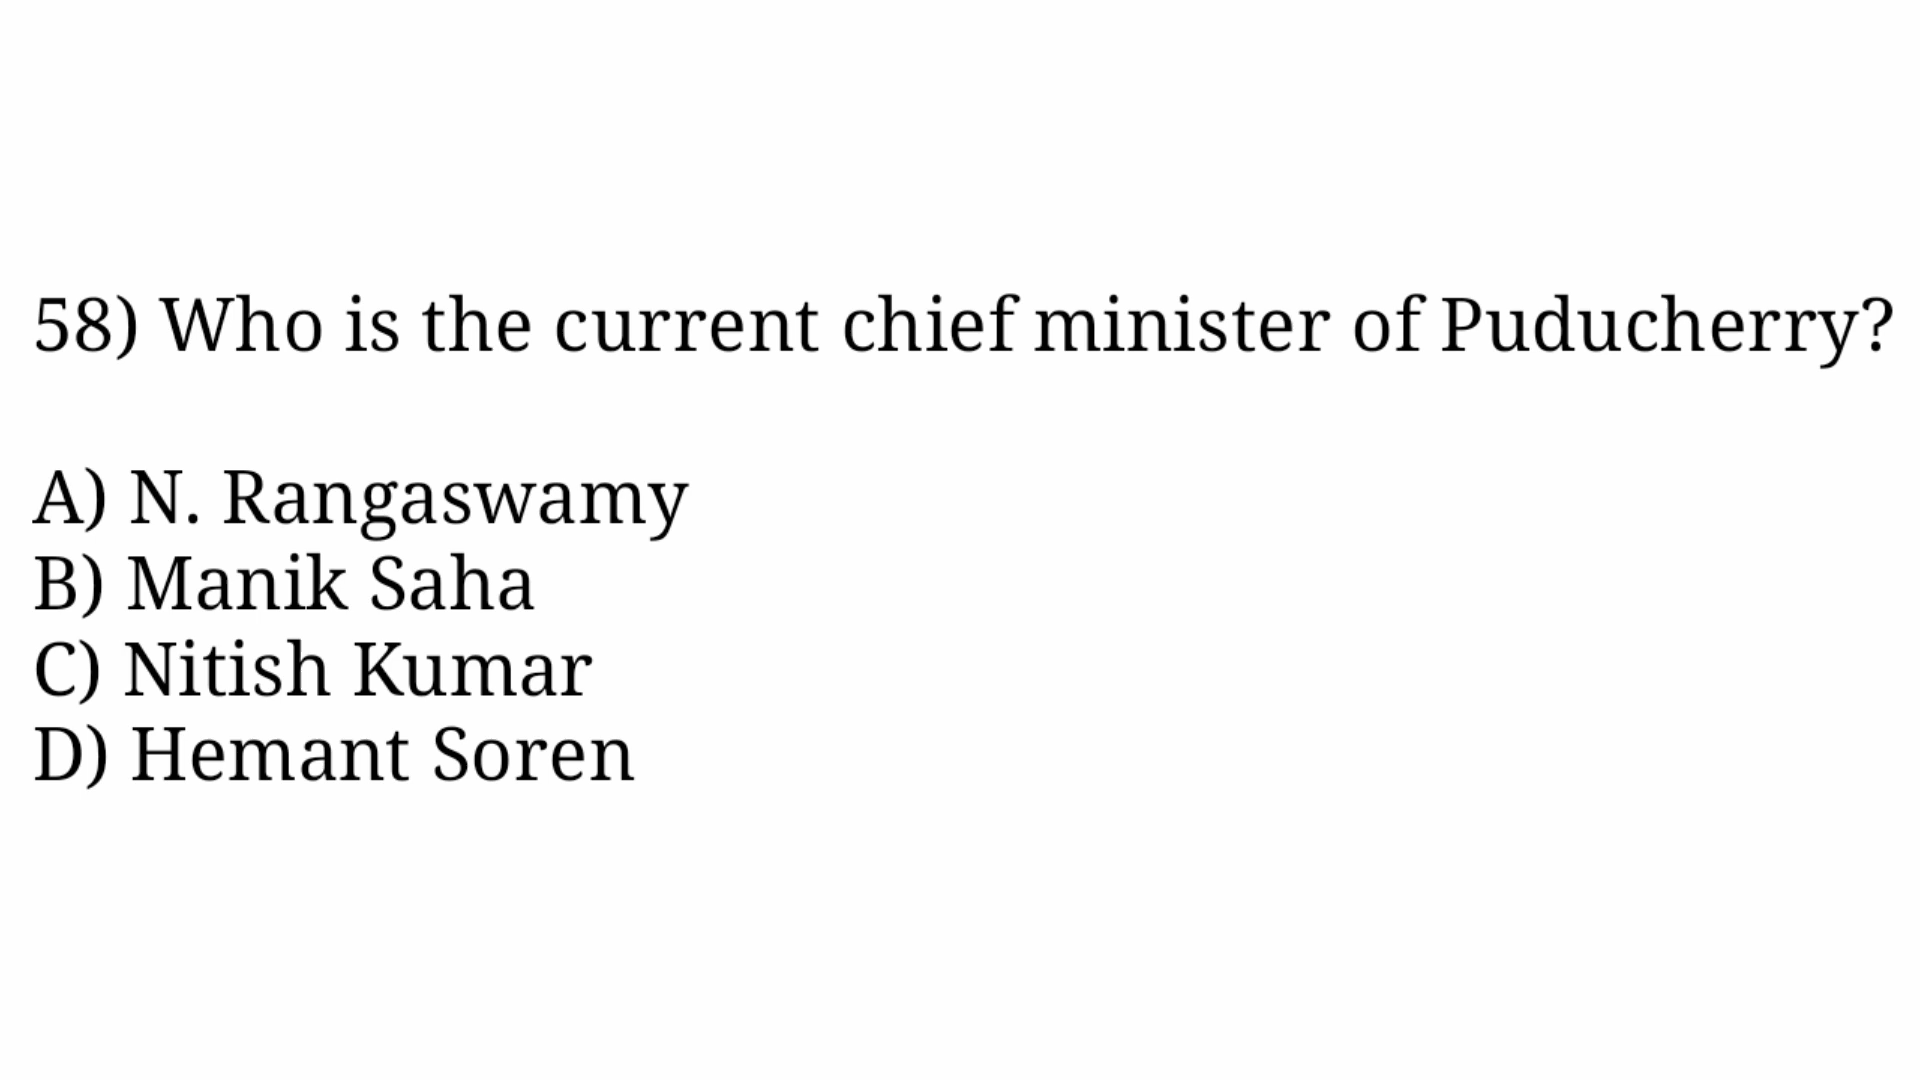 58) Who is the current chief minister of Puducherry?
A) N. Rangaswamy
B) Manik Saha
C) Nitish Kumar
D) Hemant Soren